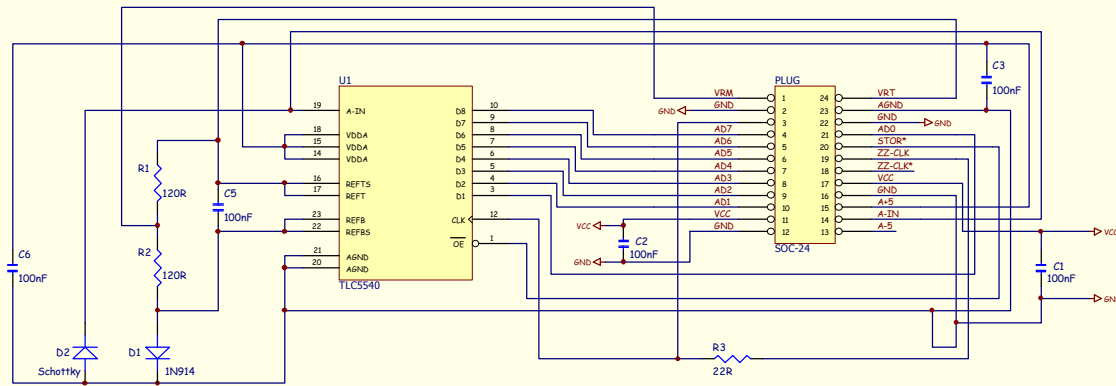 C3
100nF
U1
PLUG
19 A-IN
18 VDDA
15 VDDA
14 VDDA
16 REFTS
17 REFT
23 REFB
22 REFBS
21 AGND
20 AGND
D8 10
D7 9
D6 8
D5 7
D4 6
D3 5
D2 4
D1 3
CLK 12
OE 1
TLC5540
VRM 1
GND GND 2
3
AD7 4
AD6 5
AD5 6
AD4 7
AD3 8
AD2 9
AD1 10
VCC VCC 11
GND GND 12
24 VRT
23 AGND
22 GND GND
21 AD0
20 STOR*
19 ZZ-CLK
18 ZZ-CLK*
17 VCC
16 GND
15 A+5
14 A-IN
13 A-5
SOC-24
R1
120R
C5
100nF
R2
120R
C6
100nF
C2
100nF
VCC
C1
100nF
GND
D2
Schottky
D1
1N914
R3
22R